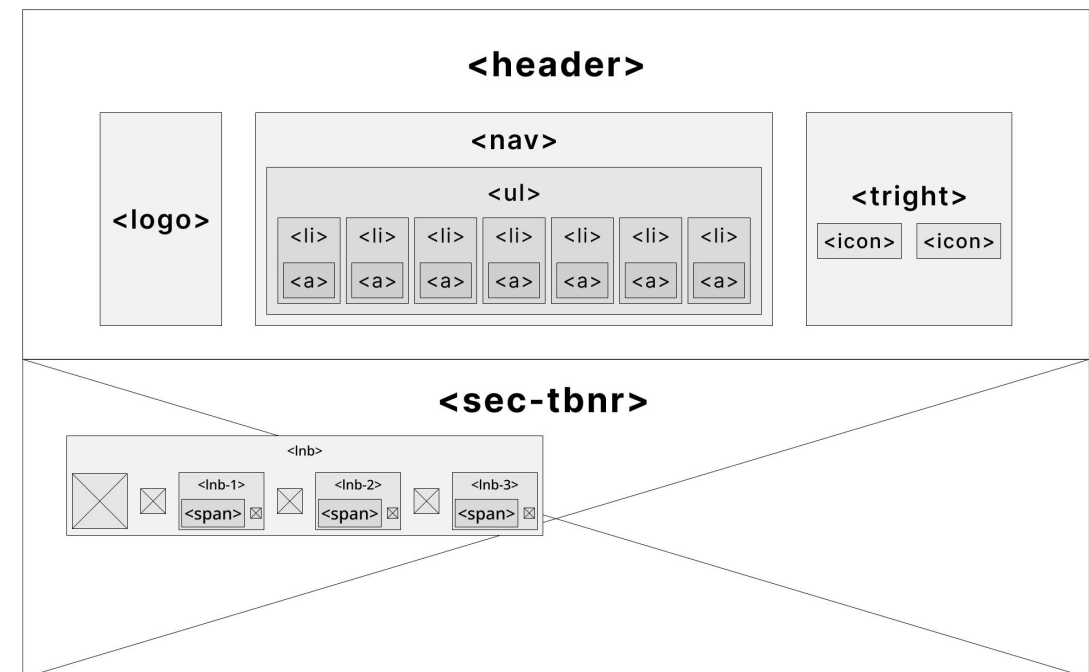 <header>
<logo>
<nav>
<ul>
<li> <li> <li> <li> <li> <li> <li>
<a> <a> <a> <a> <a> <a> <a>
<tright>
<icon> <icon>
<sec-tbnr>
<lnb>
<lnb-1> <lnb-2> <lnb-3>
<span> <span> <span>